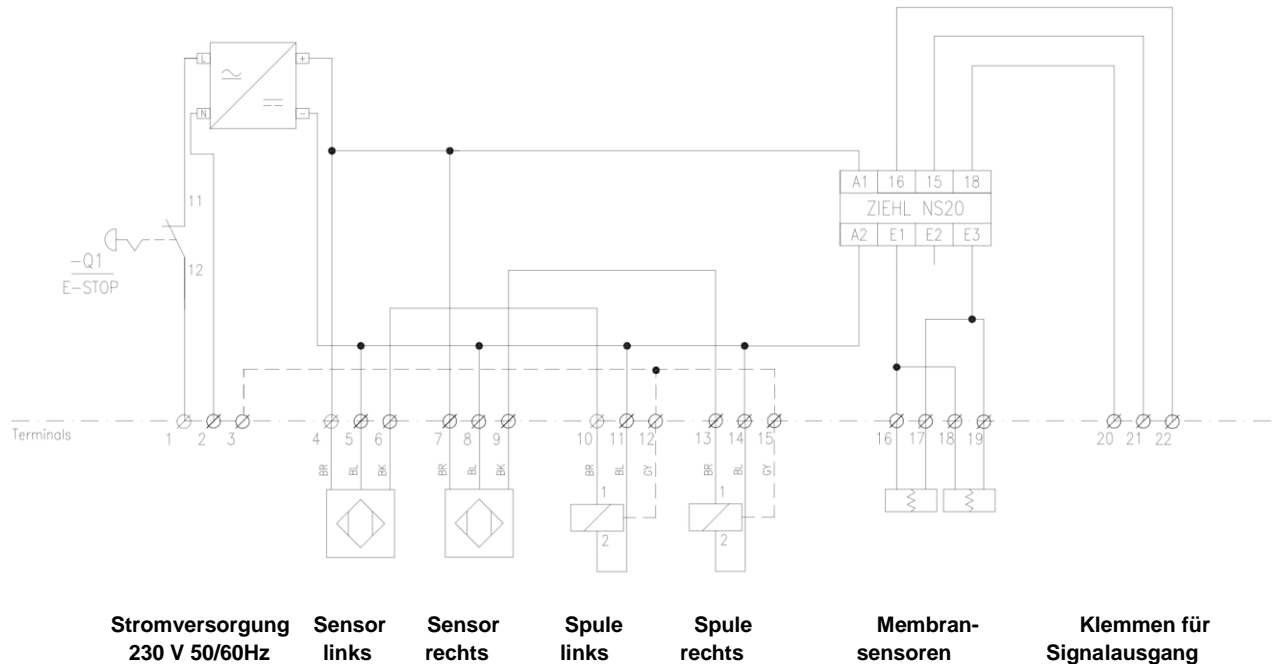 L +
N -
A1 16 15 18
ZIEHL NS20
A2 E1 E2 E3
11
-Q1
E-STOP
12
Terminals
1 2 3 4 5 6 7 8 9 10 11 12 13 14 15 16 17 18 19 20 21 22
BR BL BK BR BL BK BR BL GY BR BL GY
1 1
2 2
Stromversorgung Sensor Sensor Spule Spule Membran- Klemmen für
230 V 50/60Hz links rechts links rechts sensoren Signalausgang